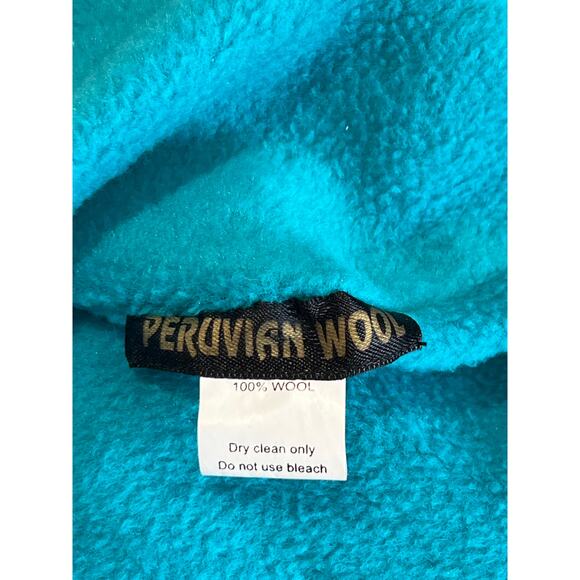 PERUVIAN WOOL
100% WOOL
Dry clean only
Do not use bleach